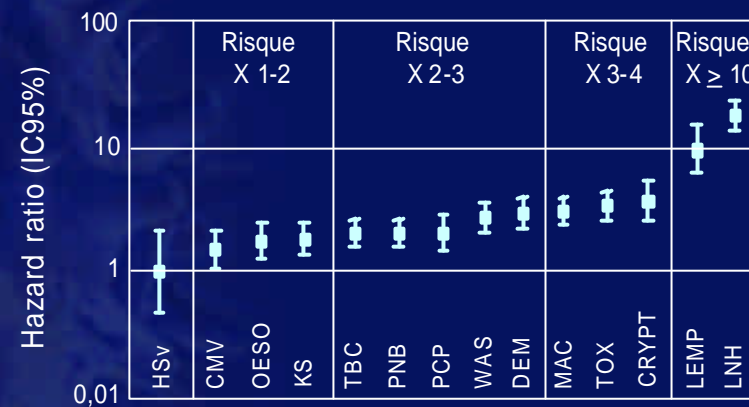 100
10
1
0,01
Hazard ratio (IC95%)
Risque
X 1-2
Risque
X 2-3
Risque
X 3-4
Risque
X ≥ 10
HSv
CMV
OESO
KS
TBC
PNB
PCP
WAS
DEM
MAC
TOX
CRYPT
LEMP
LNH